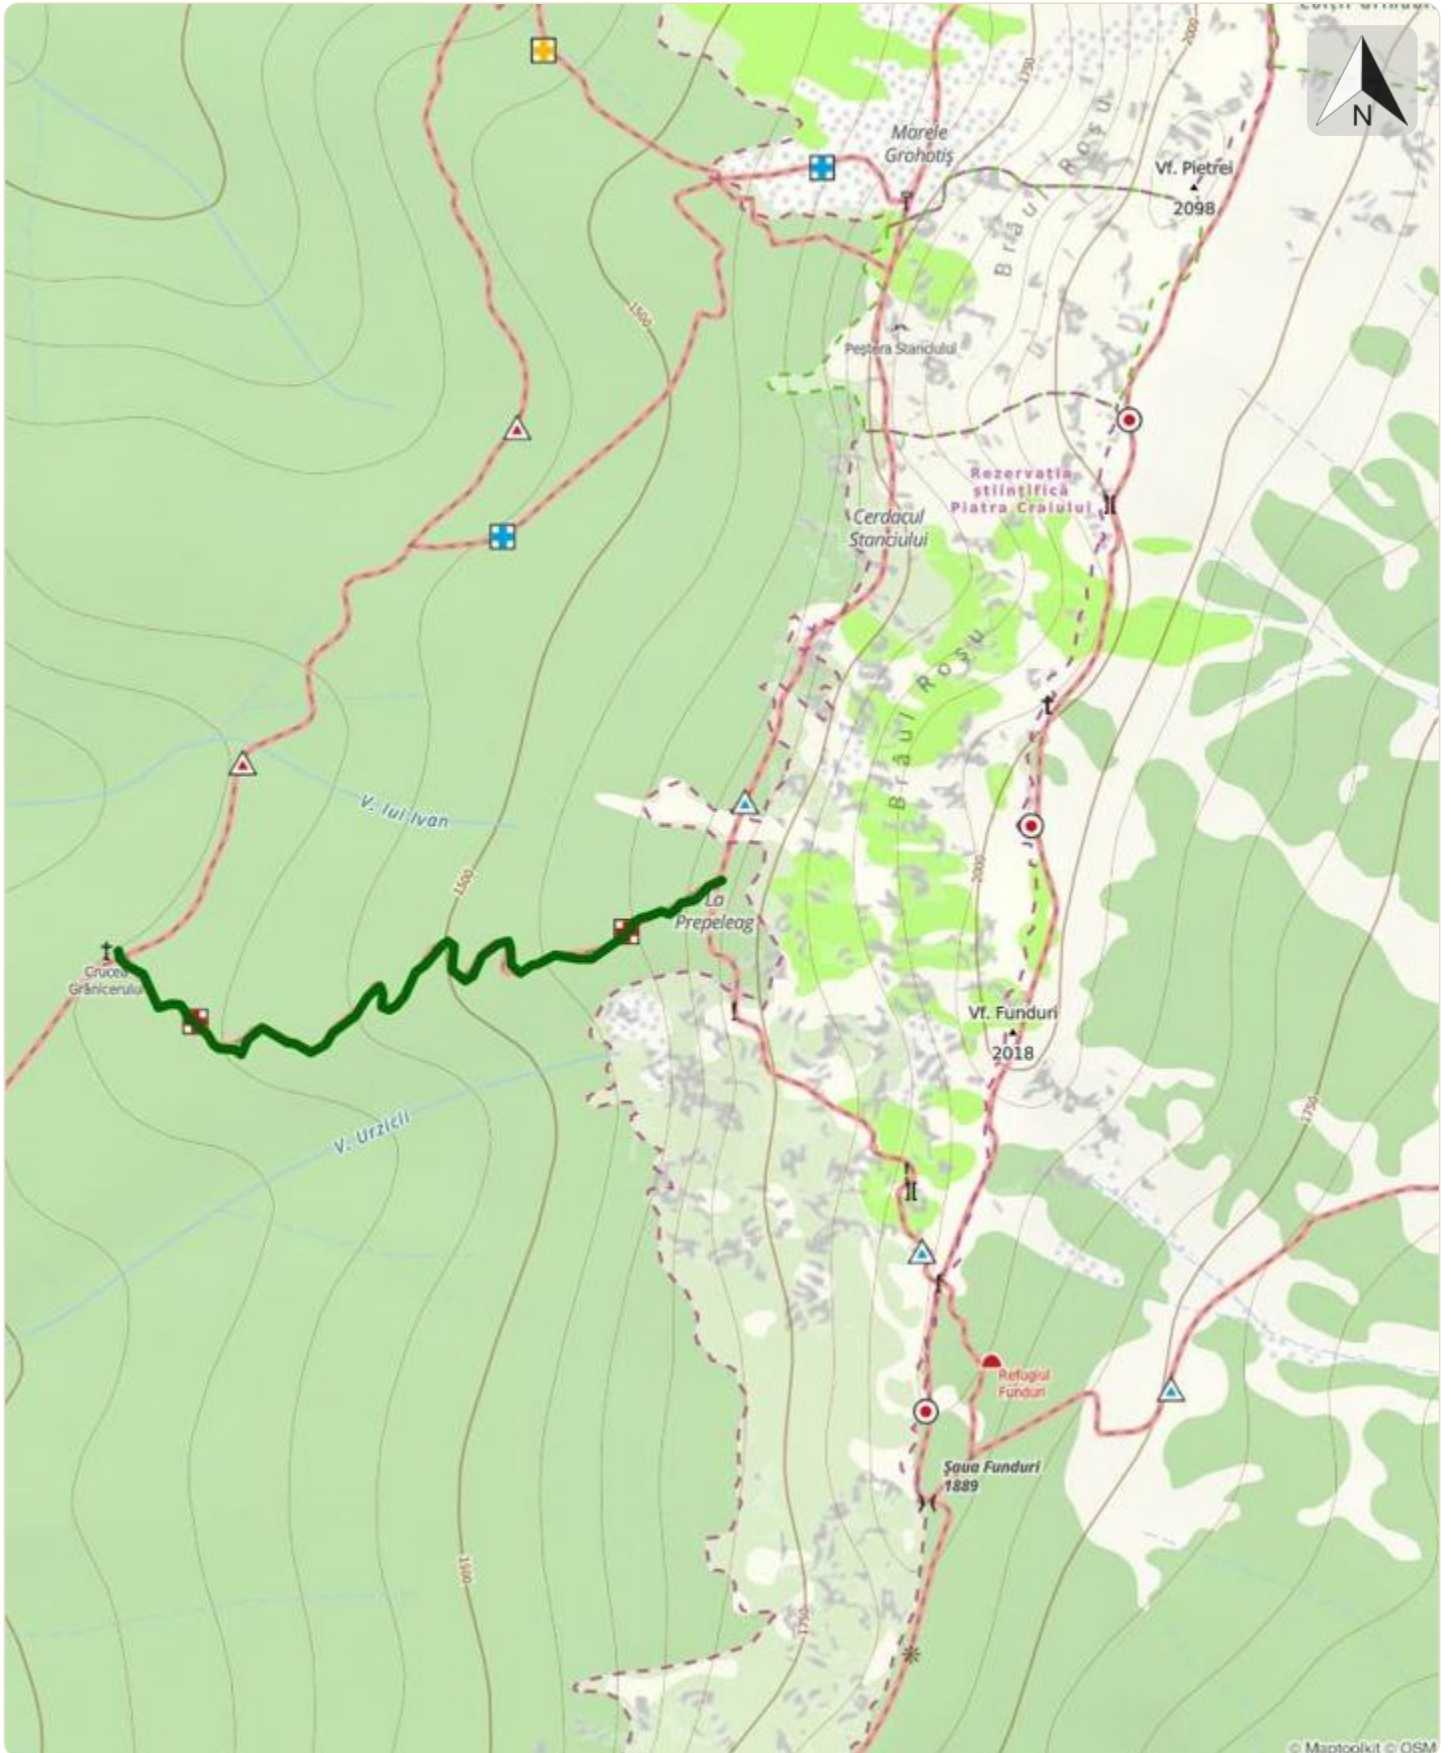 2000
1750
N
Marele
Grohotiș
Brâul Roșu
Vf. Pietrei
2098
1500
Peștera Stanciului
Rezervația
științifică
Piatra Craiului
Cerdacul
Stanciului
Brâul Roșu
V. lui Ivan
2000
1500
La
Prepeleag
Crucea
Grănicerului
Vf. Funduri
2018
1750
V. Urzicii
Refugiul
Funduri
Șaua Funduri
1889
1500
1750
© Maptoolkit © OSM